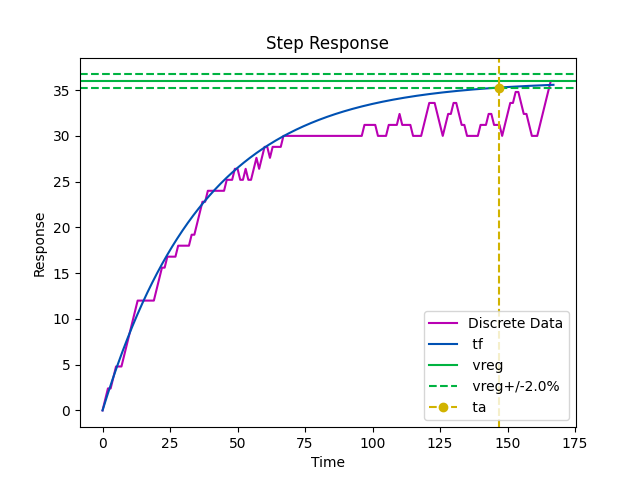 Step Response
Response
35
30
25
20
15
10
5
0
Discrete Data
tf
vreg
vreg+/-2.0%
ta
0 25 50 75 100 125 150 175
Time